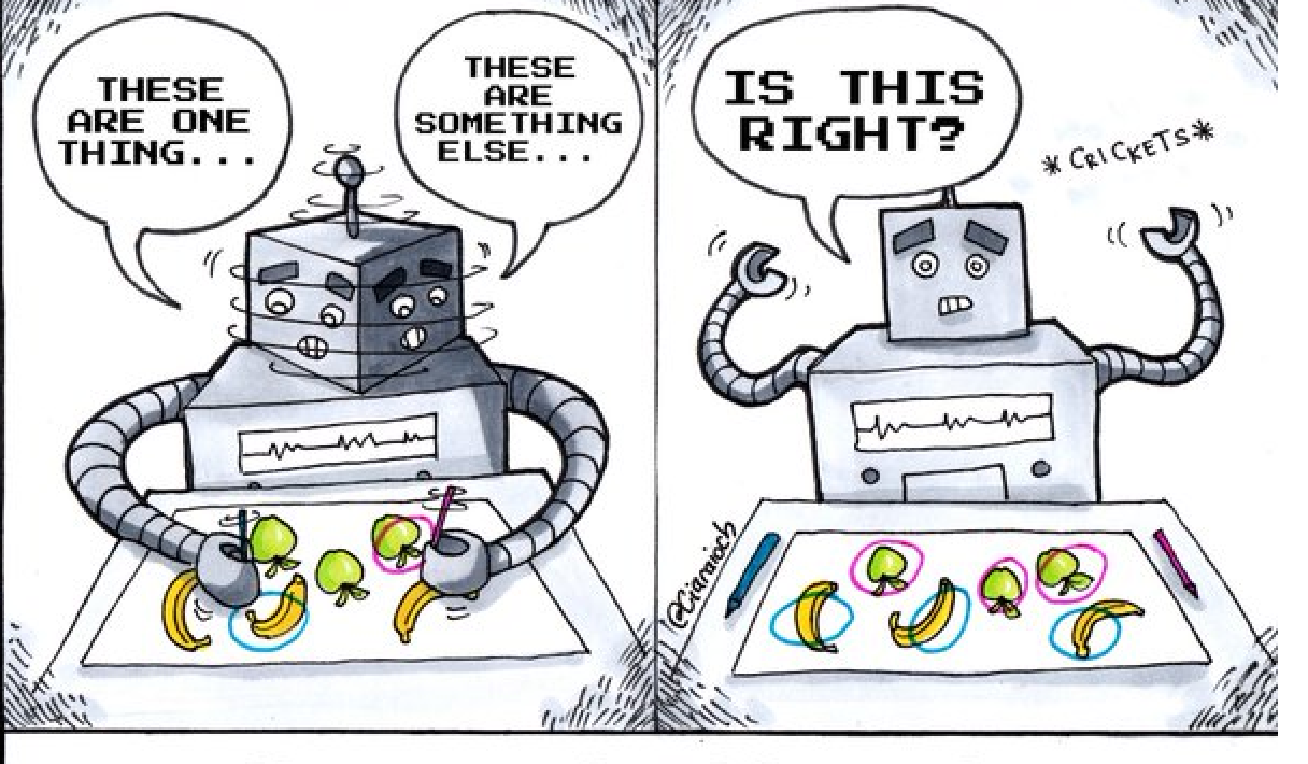 THESE
ARE ONE
THING...
THESE
ARE
SOMETHING
ELSE...
IS THIS
RIGHT?
*CRICKETS*
@Ciaraioch